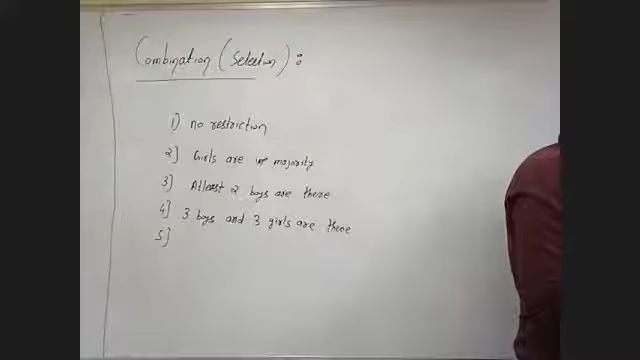 Combination (Selection) :
1) no restriction
2] Girls are in majority
3] Atleast 2 boys are there
4] 3 boys and 3 girls are there
5]